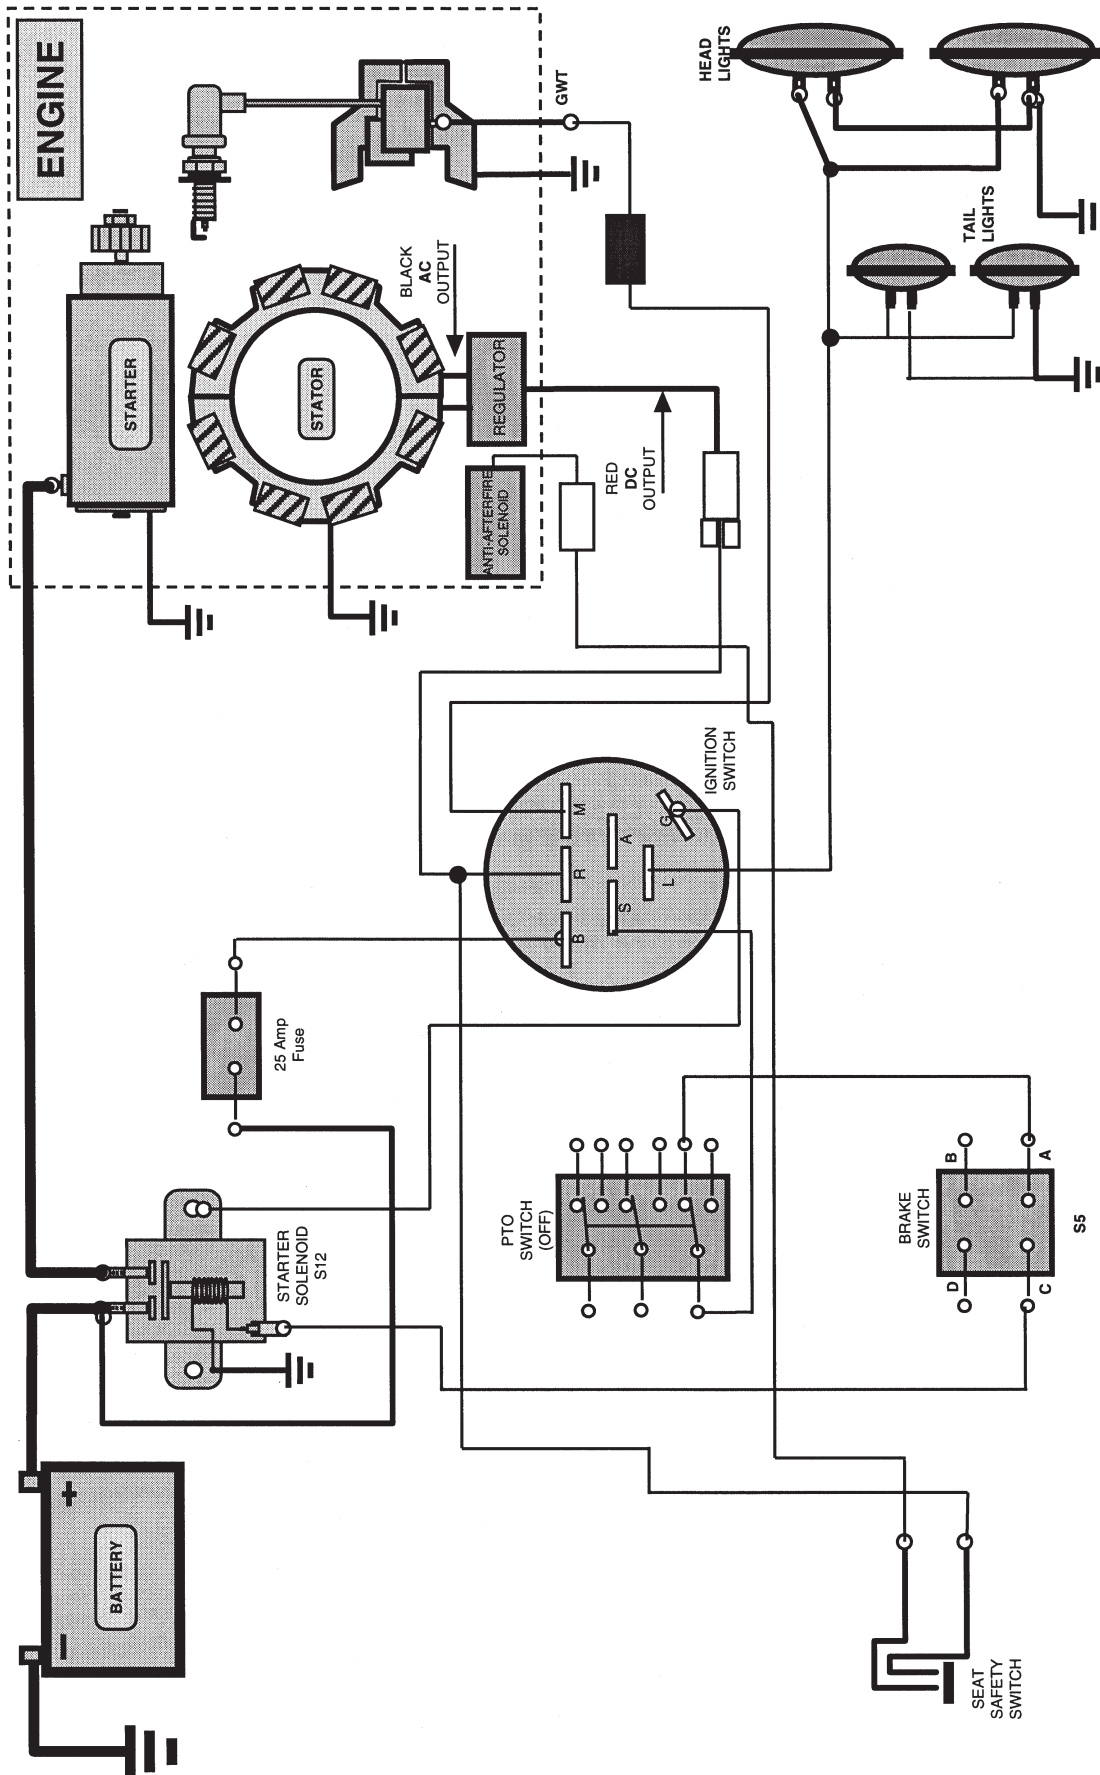 ENGINE
HEAD
LIGHTS
GWT
TAIL
LIGHTS
STARTER
BLACK
AC
OUTPUT
STATOR
REGULATOR
ANTI-AFTERFIRE
SOLENOID
RED
DC
OUTPUT
IGNITION
SWITCH
M
G
A
R
L
S
B
25 Amp
Fuse
STARTER
SOLENOID
S12
PTO
SWITCH
(OFF)
BRAKE
SWITCH
B
A
D
C
S5
+
BATTERY
–
SEAT
SAFETY
SWITCH